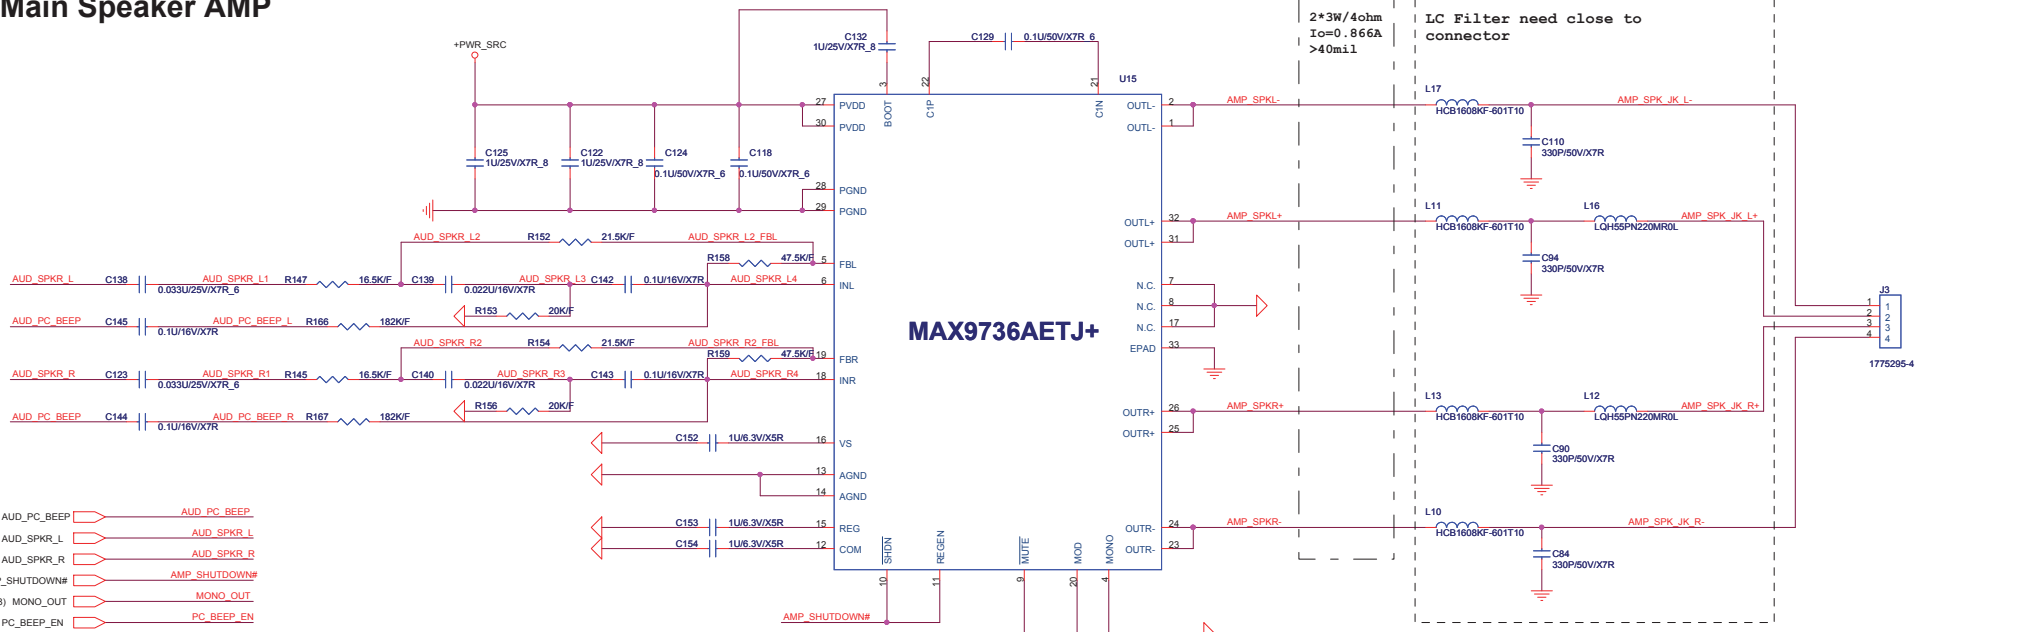 Main Speaker AMP
+PWR_SRC
C132
1U/25V/X7R_8
C129
0.1U/50V/X7R_6
2*3W/4ohm
Io=0.866A
>40mil
LC Filter need close to
connector
U15
3
22
21
BOOT
C1P
C1N
27 PVDD
30 PVDD
C125
1U/25V/X7R_8
C122
1U/25V/X7R_8
C124
0.1U/50V/X7R_6
C118
0.1U/50V/X7R_6
28 PGND
29 PGND
OUTL- 2
OUTL- 1
AMP_SPKL-
L17
HCB1608KF-601T10
AMP_SPK_JK_L-
C110
330P/50V/X7R
OUTL+ 32
OUTL+ 31
AMP_SPKL+
L11
HCB1608KF-601T10
L16
LQH55PN220MR0L
AMP_SPK_JK_L+
C94
330P/50V/X7R
AUD_SPKR_L2
R152
21.5K/F
AUD_SPKR_L2_FBL
R158
47.5K/F
5 FBL
AUD_SPKR_L
C138
0.033U/25V/X7R_6
AUD_SPKR_L1
R147
16.5K/F
C139
0.022U/16V/X7R
AUD_SPKR_L3
C142
0.1U/16V/X7R
AUD_SPKR_L4
6 INL
R153
20K/F
AUD_PC_BEEP
C145
0.1U/16V/X7R
AUD_PC_BEEP_L
R166
182K/F
N.C. 7
N.C. 8
N.C. 17
EPAD 33
MAX9736AETJ+
J3
1 1
2 2
3 3
4 4
1775295-4
AUD_SPKR_R2
R154
21.5K/F
AUD_SPKR_R2_FBL
R159
47.5K/F
19 FBR
AUD_SPKR_R
C123
0.033U/25V/X7R_6
AUD_SPKR_R1
R145
16.5K/F
C140
0.022U/16V/X7R
AUD_SPKR_R3
C143
0.1U/16V/X7R
AUD_SPKR_R4
18 INR
R156
20K/F
AUD_PC_BEEP
C144
0.1U/16V/X7R
AUD_PC_BEEP_R
R167
182K/F
OUTR+ 26
OUTR+ 25
AMP_SPKR+
L13
HCB1608KF-601T10
L12
LQH55PN220MR0L
AMP_SPK_JK_R+
C90
330P/50V/X7R
C152
1U/6.3V/X5R
16 VS
13 AGND
14 AGND
C153
1U/6.3V/X5R
15 REG
C154
1U/6.3V/X5R
12 COM
OUTR- 24
OUTR- 23
AMP_SPKR-
L10
HCB1608KF-601T10
AMP_SPK_JK_R-
C84
330P/50V/X7R
SHDN
REGEN
MUTE
MOD
MONO
10
11
9
20
4
AMP_SHUTDOWN#
AUD_PC_BEEP AUD_PC_BEEP
AUD_SPKR_L AUD_SPKR_L
AUD_SPKR_R AUD_SPKR_R
P_SHUTDOWN# AMP_SHUTDOWN#
3) MONO_OUT MONO_OUT
PC_BEEP_EN PC_BEEP_EN